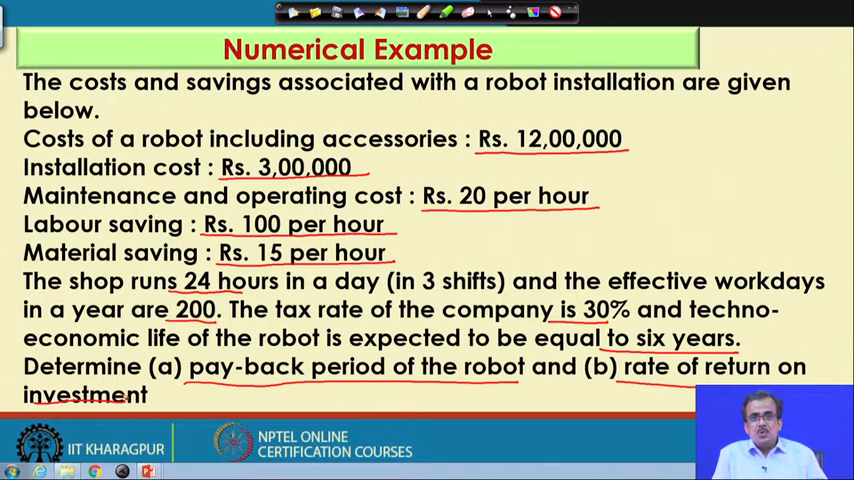 Numerical Example
The costs and savings associated with a robot installation are given
below.
Costs of a robot including accessories : Rs. 12,00,000
Installation cost : Rs. 3,00,000
Maintenance and operating cost : Rs. 20 per hour
Labour saving : Rs. 100 per hour
Material saving : Rs. 15 per hour
The shop runs 24 hours in a day (in 3 shifts) and the effective workdays
in a year are 200. The tax rate of the company is 30% and techno-
economic life of the robot is expected to be equal to six years.
Determine (a) pay-back period of the robot and (b) rate of return on
investment
IIT KHARAGPUR
NPTEL ONLINE
CERTIFICATION COURSES